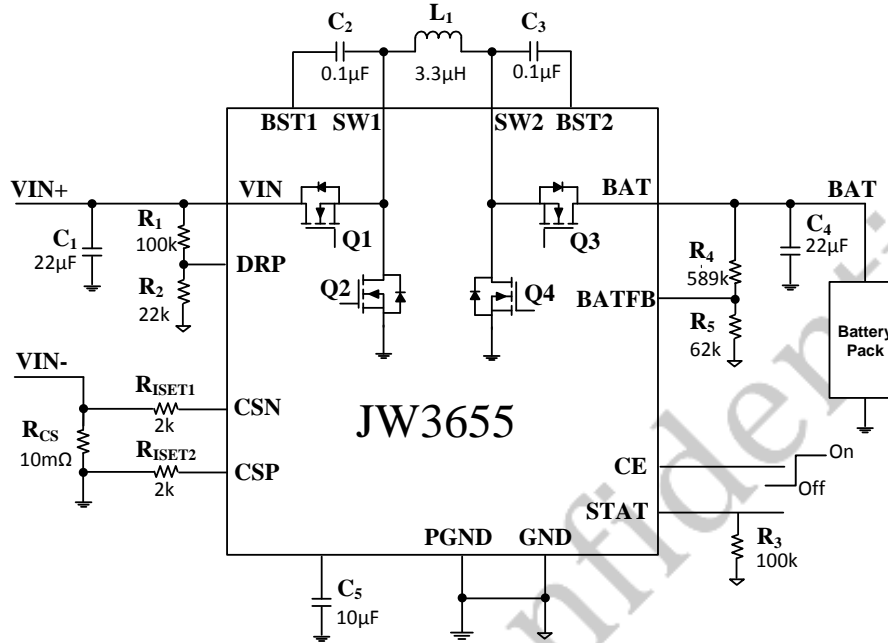 C2
L1
C3
0.1µF
3.3µH
0.1µF
BST1
SW1
SW2
BST2
VIN+
VIN
BAT
BAT
R1
100k
C1
22µF
Q1
Q3
C4
22µF
R4
589k
DRP
R2
22k
Q2
Q4
BATFB
R5
62k
Battery
Pack
VIN-
RISET1
2k
CSN
RCS
10mΩ
RISET2
2k
CSP
JW3655
CE
On
Off
STAT
R3
100k
PGND
GND
C5
10µF
nfidenti